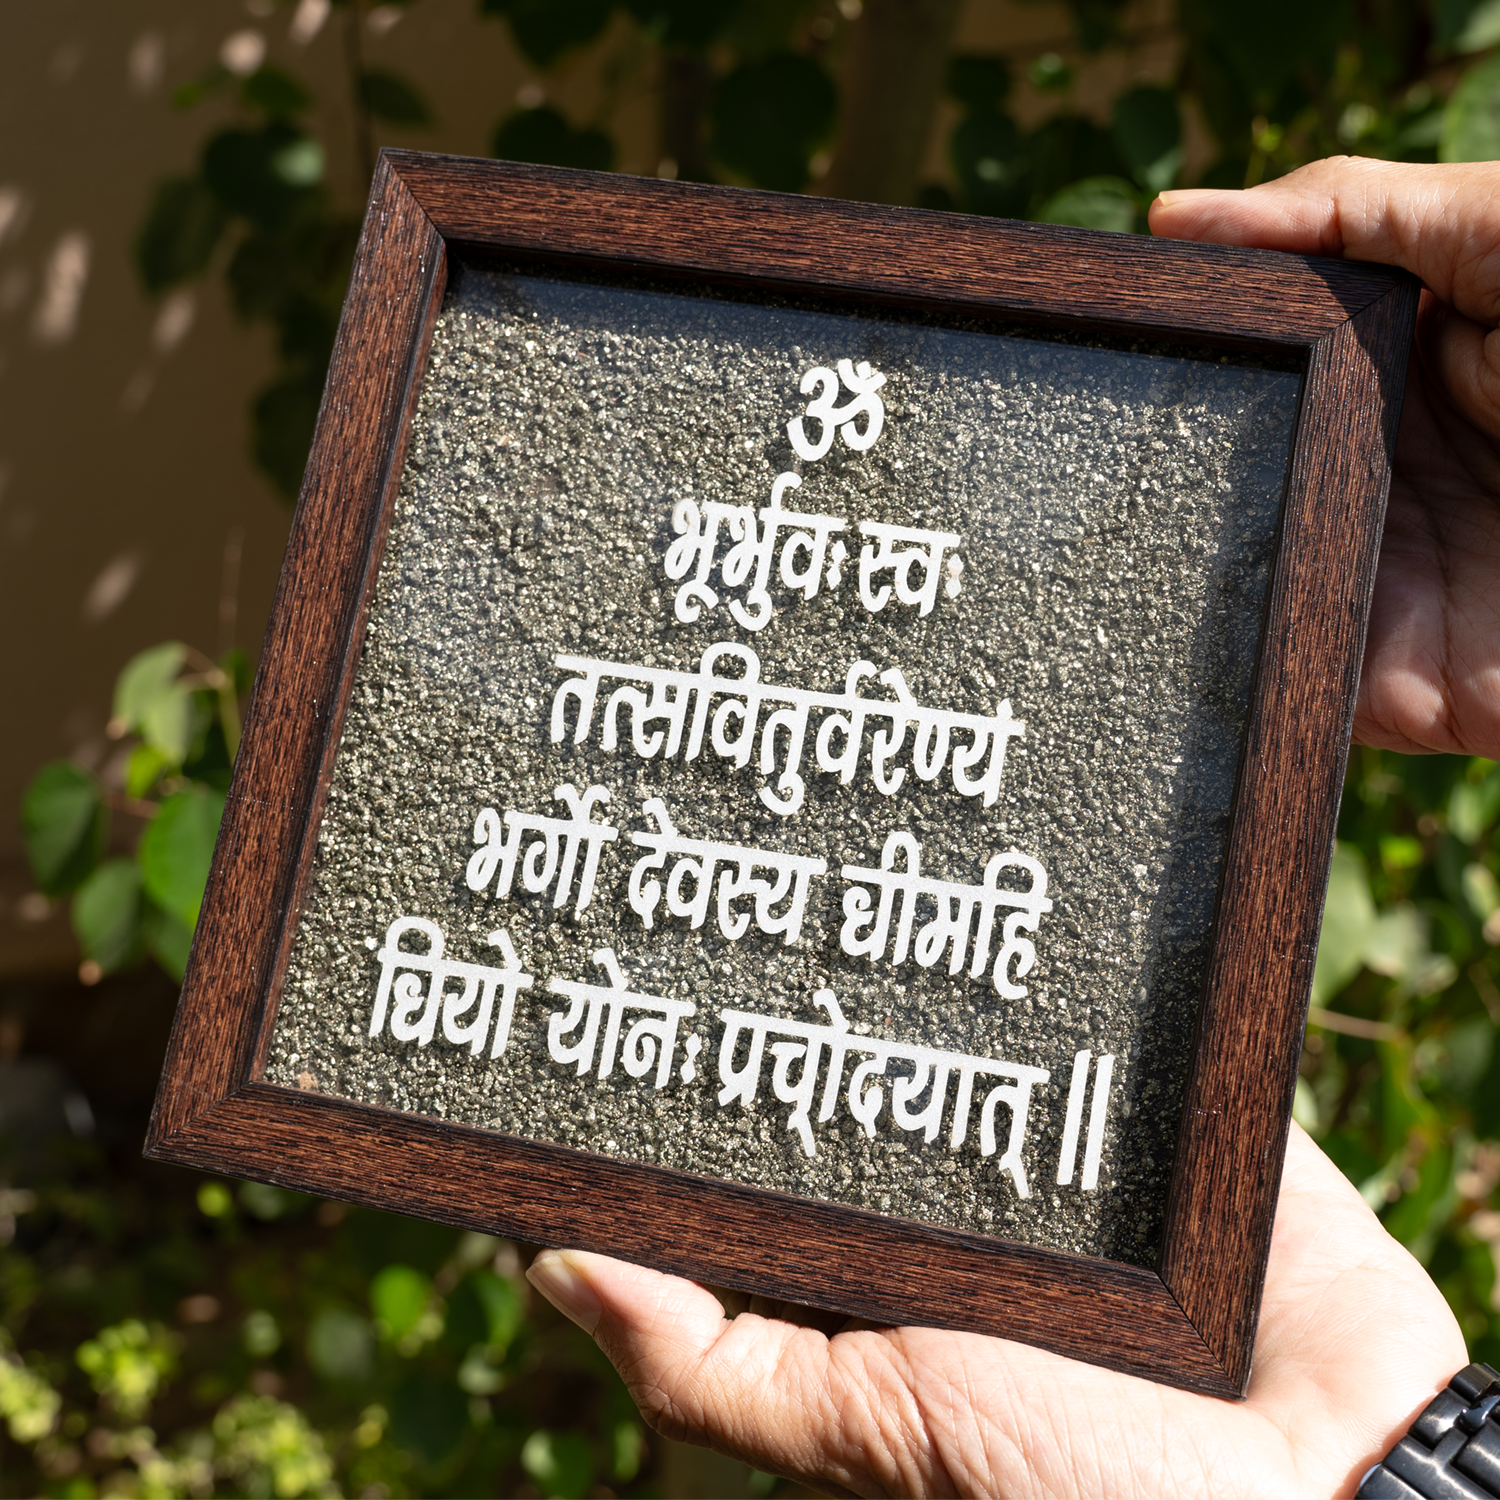 ॐ
भूर्भुवः स्वः
तत्सवितुर्वरेण्यं
भर्गो देवस्य धीमहि
धियो योनः प्रच्োदयात् ॥